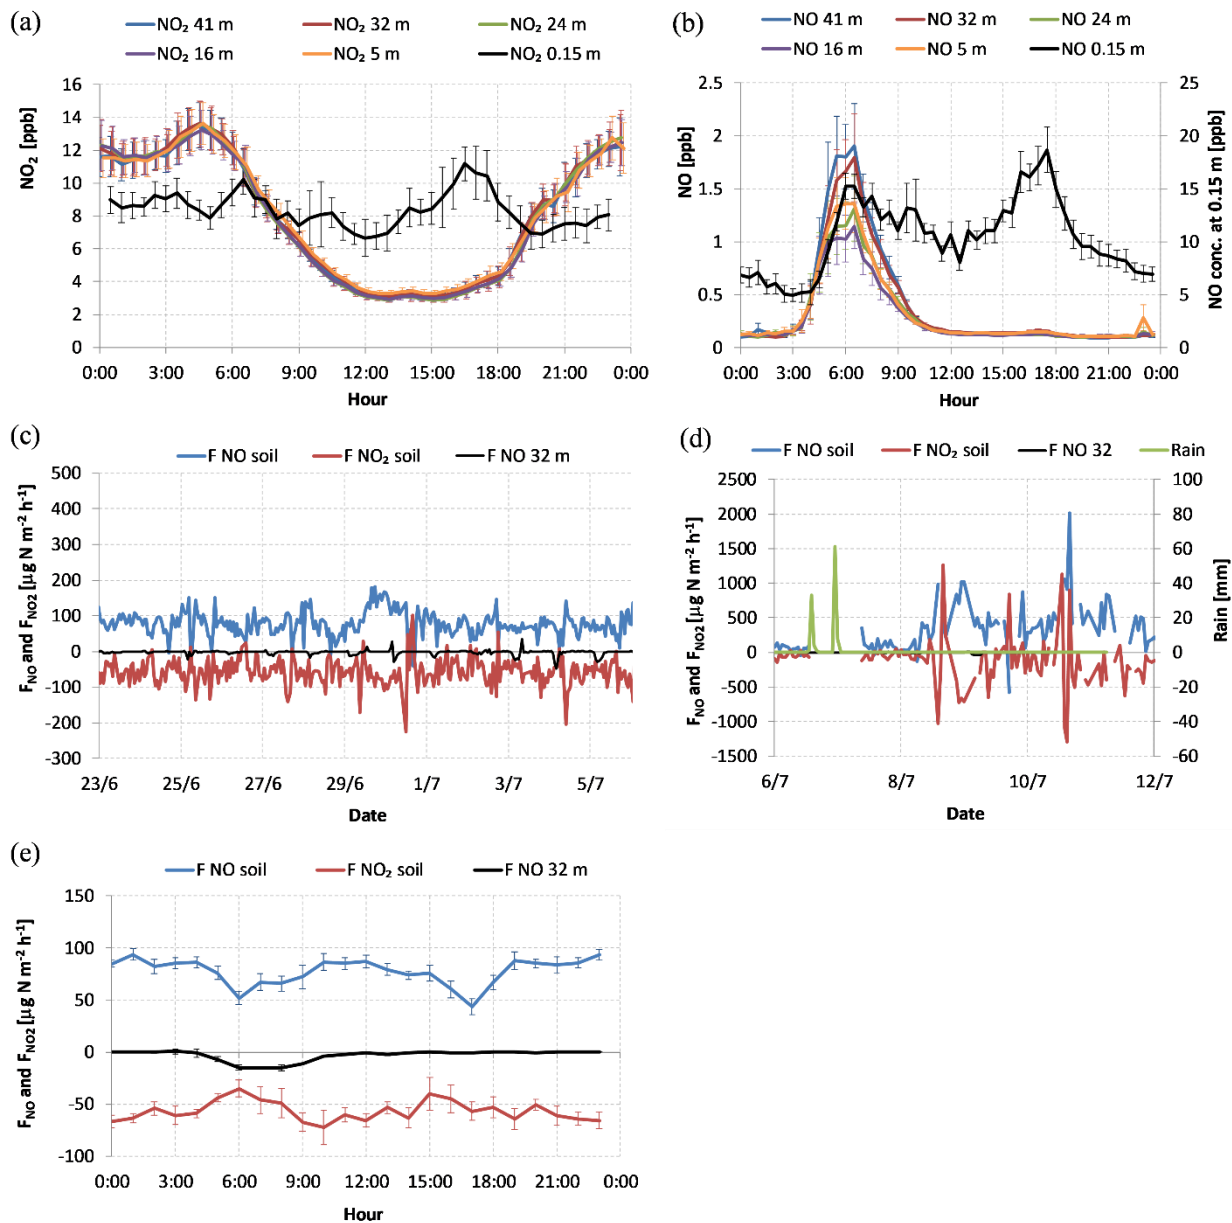 (a)
NO₂ 41 m NO₂ 32 m NO₂ 24 m
NO₂ 16 m NO₂ 5 m NO₂ 0.15 m
NO₂ [ppb]
16
14
12
10
8
6
4
2
0
0:00 3:00 6:00 9:00 12:00 15:00 18:00 21:00 0:00
Hour
(b)
NO 41 m NO 32 m NO 24 m
NO 16 m NO 5 m NO 0.15 m
NO [ppb]
2.5
2
1.5
1
0.5
0
NO conc. at 0.15 m [ppb]
25
20
15
10
5
0
0:00 3:00 6:00 9:00 12:00 15:00 18:00 21:00 0:00
Hour
(c)
F NO soil F NO₂ soil F NO 32 m
F_NO and F_NO2 [µg N m⁻² h⁻¹]
500
400
300
200
100
0
-100
-200
-300
23/6 25/6 27/6 29/6 1/7 3/7 5/7
Date
(d)
F NO soil F NO₂ soil F NO 32 Rain
F_NO and F_NO2 [µg N m⁻² h⁻¹]
2500
2000
1500
1000
500
0
-500
-1000
-1500
Rain [mm]
100
80
60
40
20
0
-20
-40
-60
6/7 8/7 10/7 12/7
Date
(e)
F NO soil F NO₂ soil F NO 32 m
F_NO and F_NO2 [µg N m⁻² h⁻¹]
150
100
50
0
-50
-100
0:00 3:00 6:00 9:00 12:00 15:00 18:00 21:00 0:00
Hour